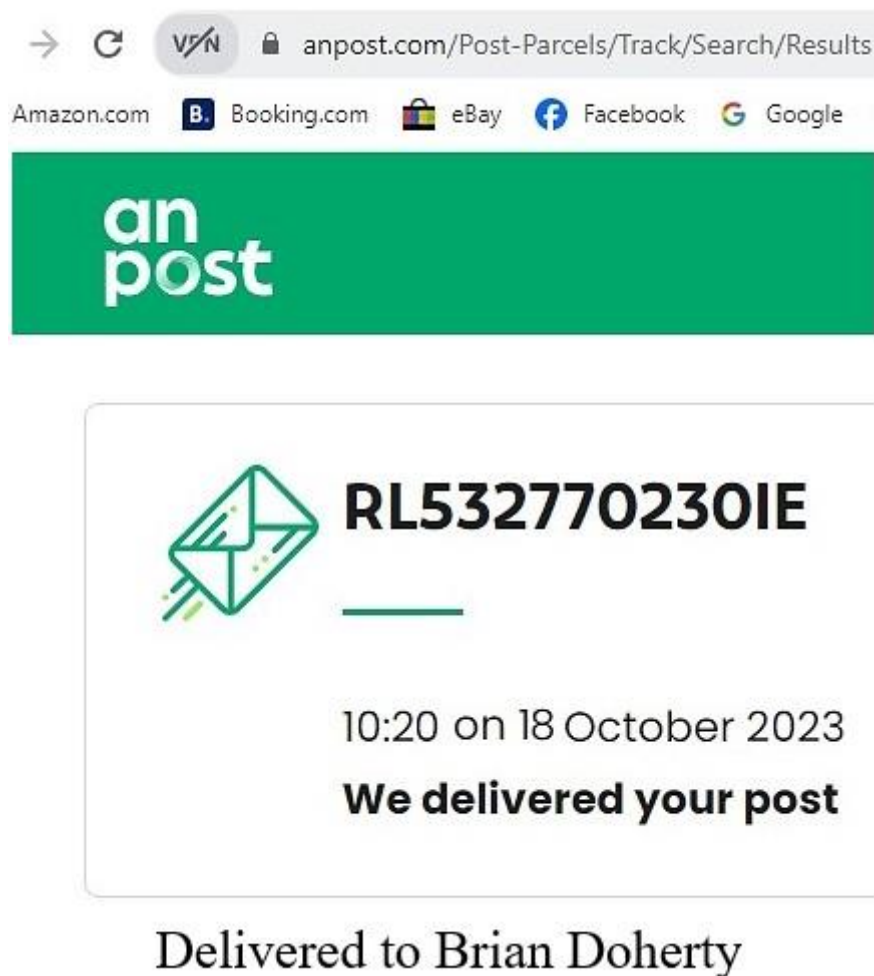 VPN anpost.com/Post-Parcels/Track/Search/Results
Amazon.com B. Booking.com eBay Facebook G Google
an
post
RL532770230IE
10:20 on 18 October 2023
We delivered your post
Delivered to Brian Doherty